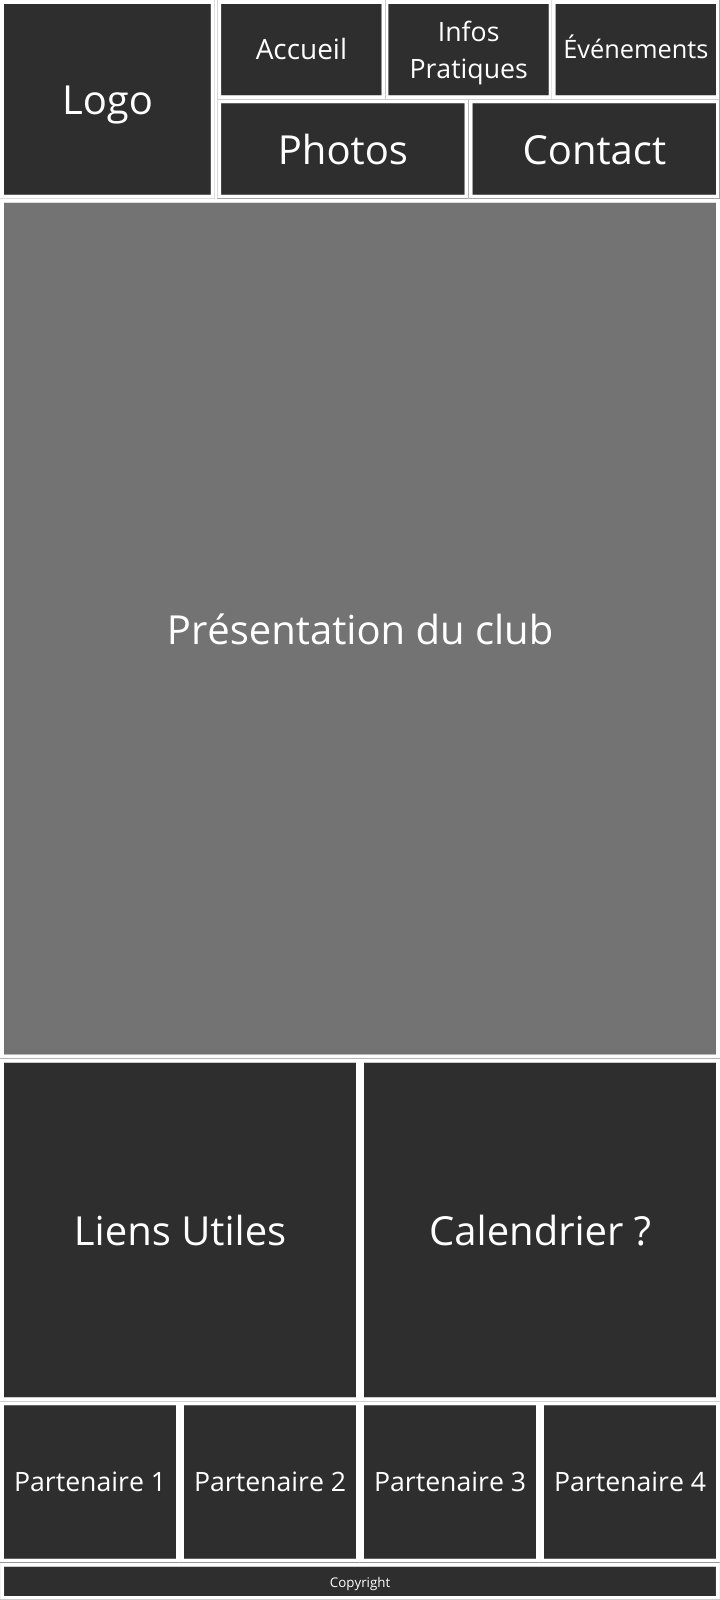 Logo
Accueil
Infos
Pratiques
Événements
Photos
Contact
Présentation du club
Liens Utiles
Calendrier ?
Partenaire 1
Partenaire 2
Partenaire 3
Partenaire 4
Copyright